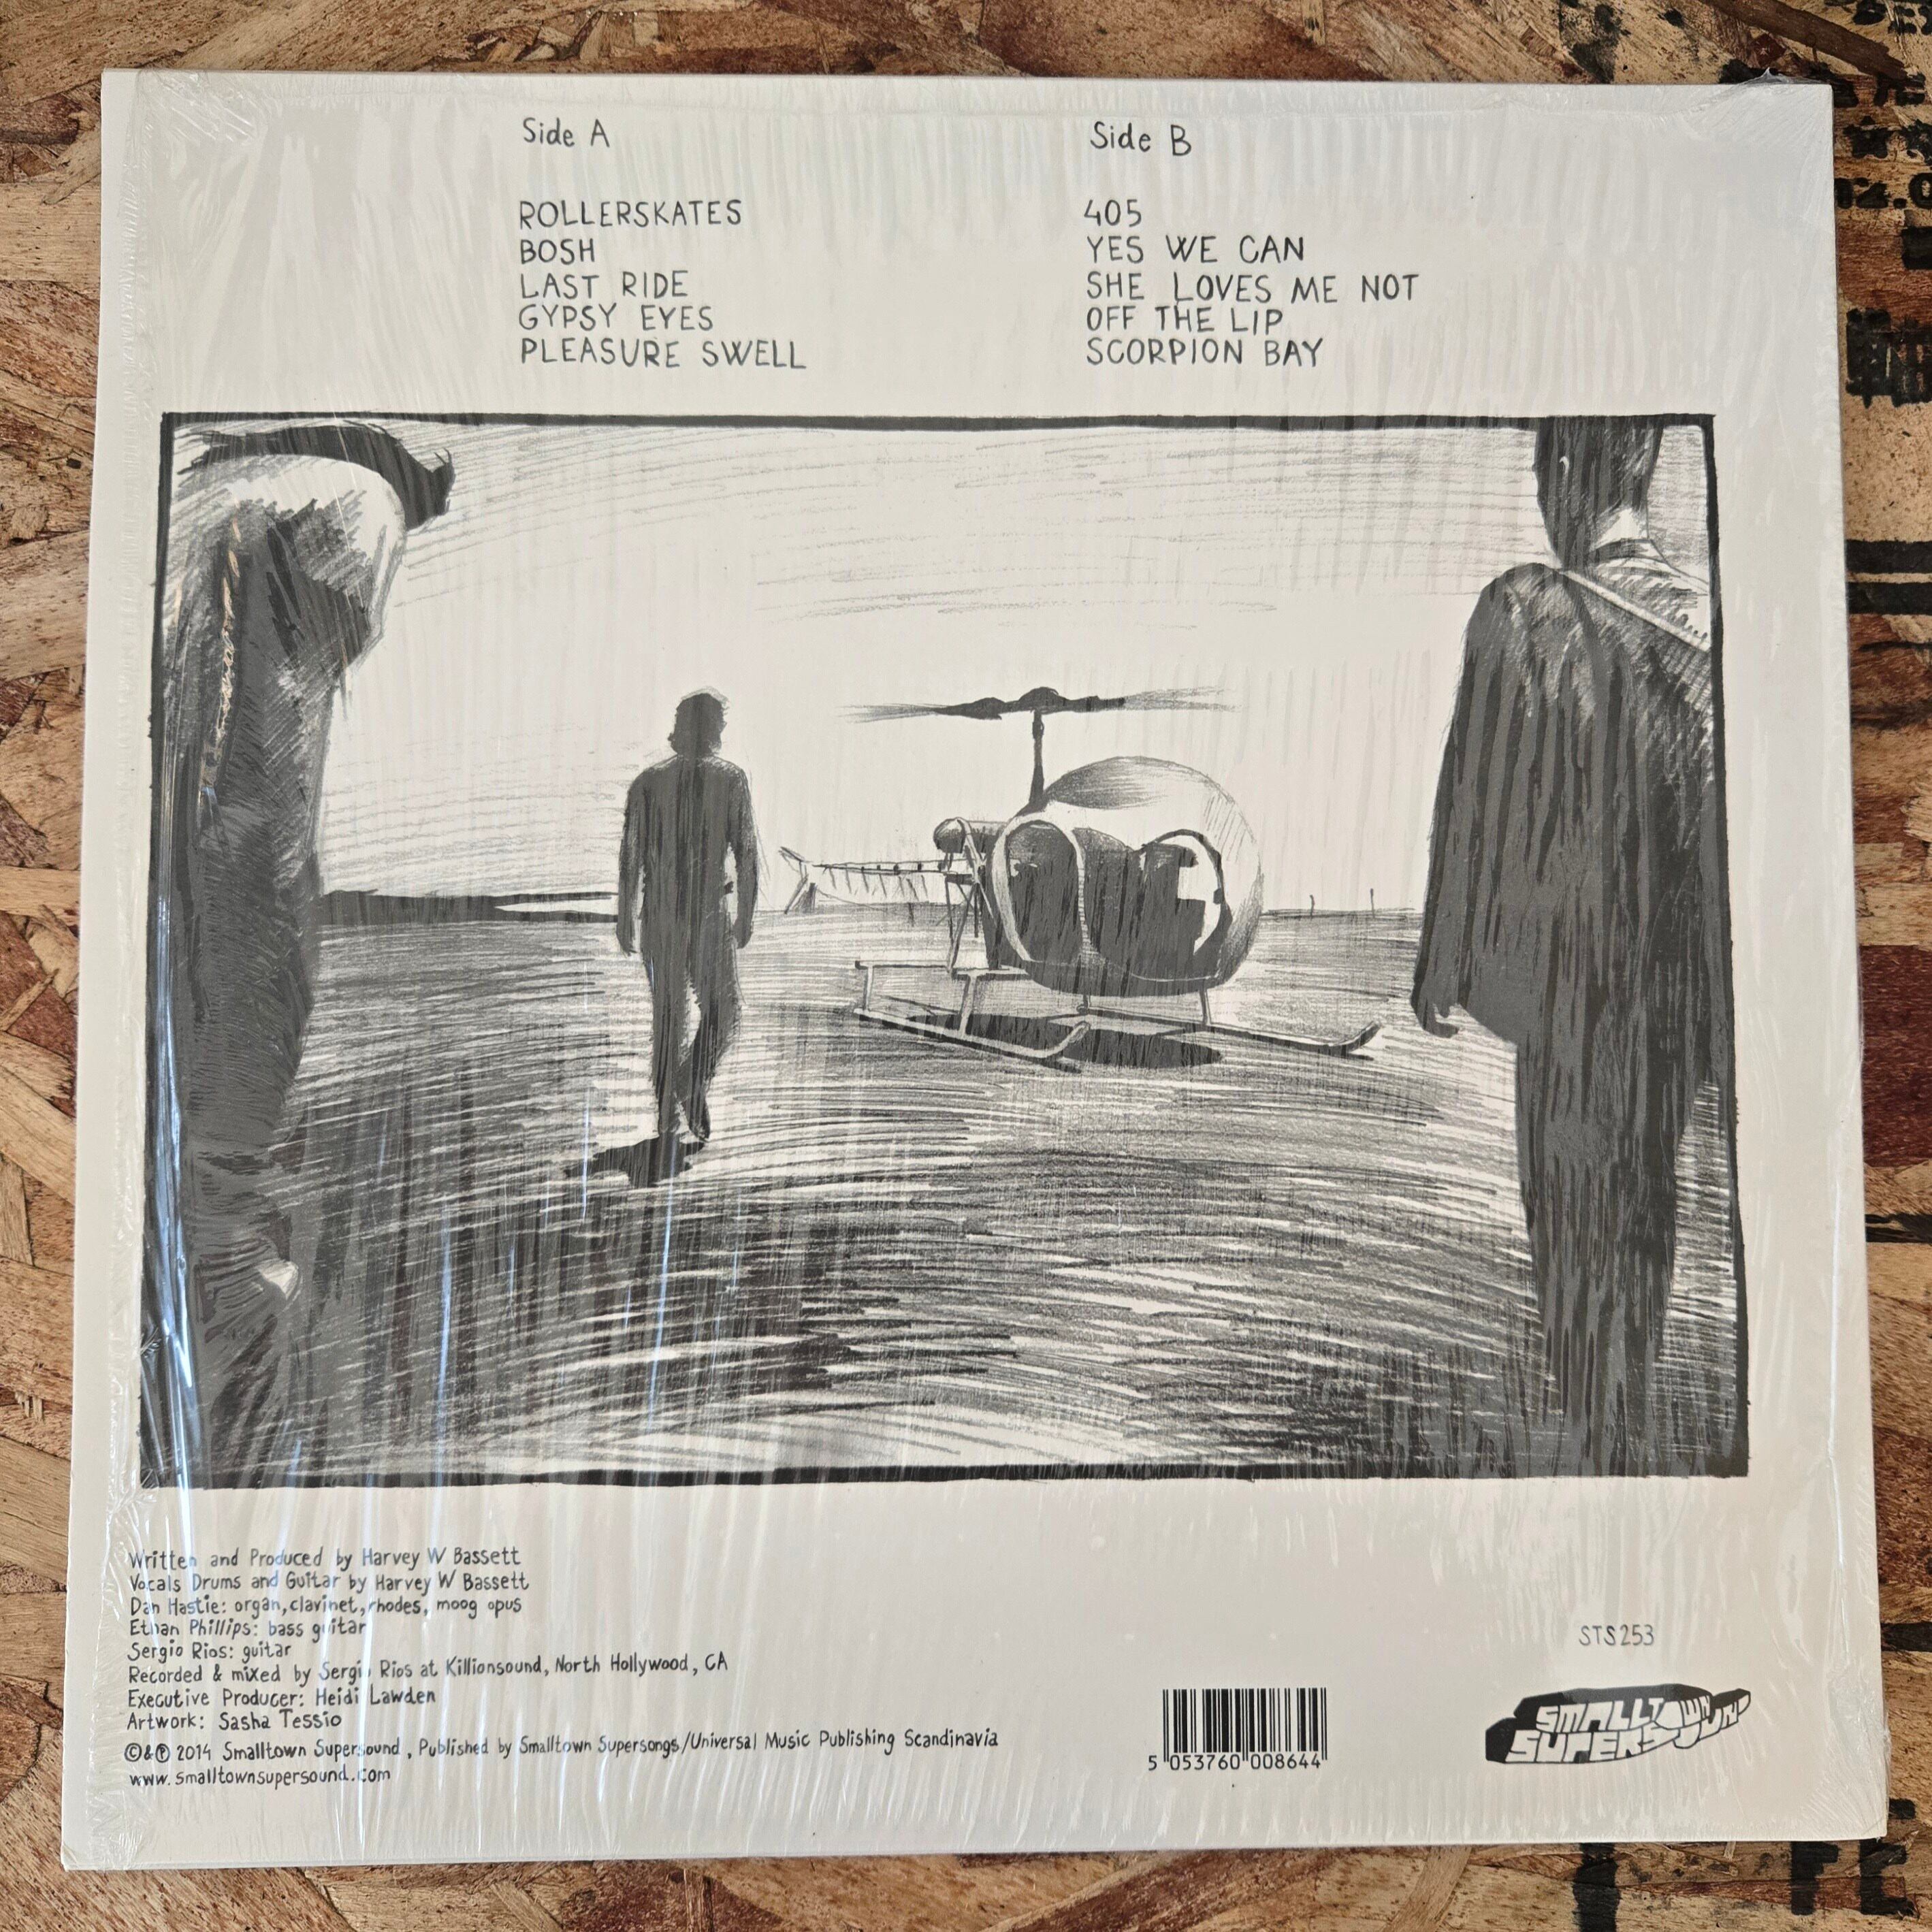 Side A
ROLLERSKATES
BOSH
LAST RIDE
GYPSY EYES
PLEASURE SWELL
Side B
405
YES WE CAN
SHE LOVES ME NOT
OFF THE LIP
SCORPION BAY
Written and Produced by Harvey W Bassett
Vocals Drums and Guitar by Harvey W Bassett
Dan Hastie: organ, clavinet, rhodes, moog opus
Ethan Phillips: bass guitar
Sergio Rios: guitar
Recorded & mixed by Sergio Rios at Killionsound, North Hollywood, CA
Executive Producer: Heidi Lawden
Artwork: Sasha Tessio
©&℗ 2014 Smalltown Supersound, Published by Smalltown Supersongs/Universal Music Publishing Scandinavia
www.smalltownsupersound.com
5 053760 008644
STS253
SMALLTOWN
SUPERSOUND